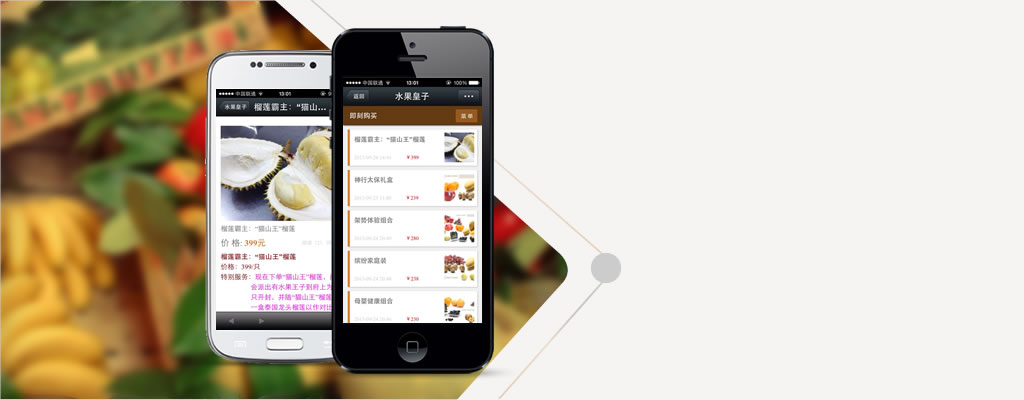 中国联通
13:01
水果皇子
榴莲霸主:“猫山...
榴莲霸主:“猫山王”榴莲
价 格: 399元
榴莲霸主:“猫山王”榴莲
价格:399/只
特别服务:现在下单“猫山王”榴莲,
会派出有水果王子到府上为
只开封,并随“猫山王”榴莲
一盒泰国龙头榴莲以作对比
中国联通
13:01
100%
返回
水果皇子
即刻购买
菜 单
榴莲霸主:“猫山王”榴莲
¥399
神行太保礼盒
¥259
架势体验组合
¥280
缤纷家庭装
¥238
母婴健康组合
¥230